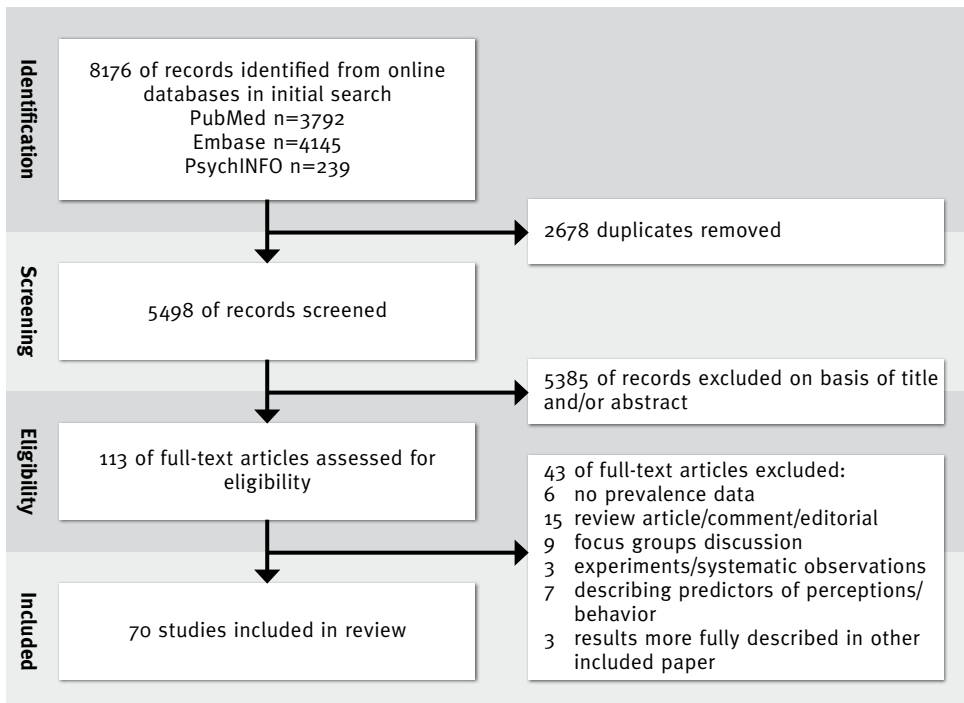 Identification
8176 of records identified from online
databases in initial search
PubMed n=3792
Embase n=4145
PsychINFO n=239
2678 duplicates removed
Screening
5498 of records screened
5385 of records excluded on basis of title
and/or abstract
Eligibility
113 of full-text articles assessed for
eligibility
43 of full-text articles excluded:
6 no prevalence data
15 review article/comment/editorial
9 focus groups discussion
3 experiments/systematic observations
7 describing predictors of perceptions/
behavior
3 results more fully described in other
included paper
Included
70 studies included in review